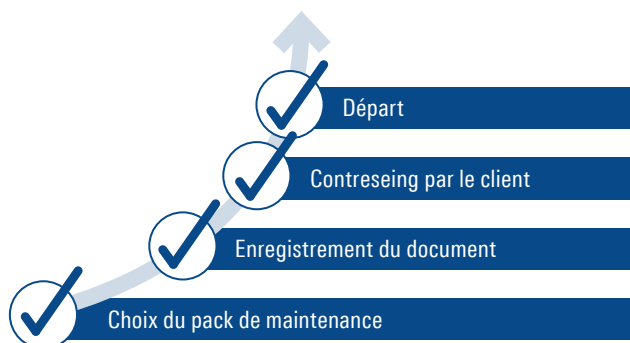 Départ
Contreseing par le client
Enregistrement du document
Choix du pack de maintenance